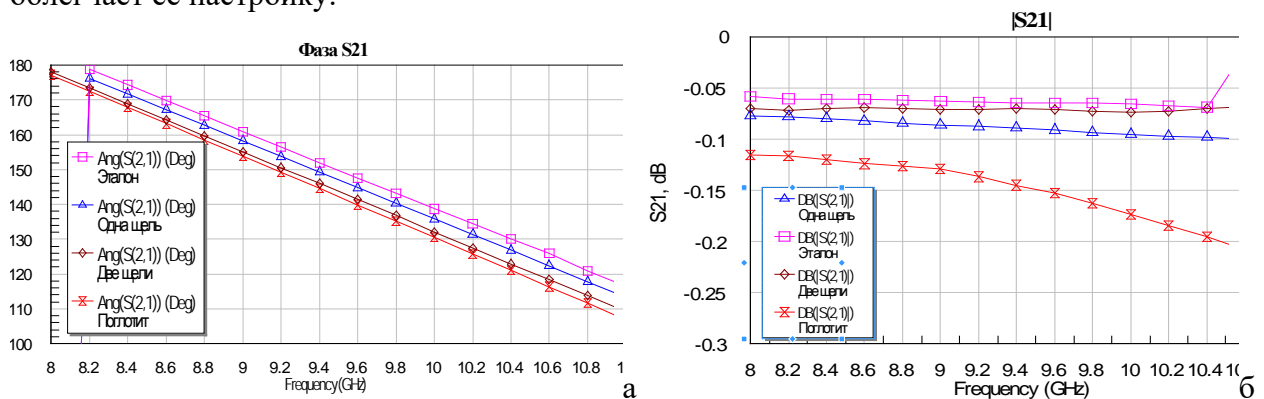 облегчает ее настройку.
Фаза S21
180
170
160
150
140
130
120
110
100
Ang(S(2,1)) (Deg)
Эталон
Ang(S(2,1)) (Deg)
Одна щель
Ang(S(2,1)) (Deg)
Две щели
Ang(S(2,1)) (Deg)
Поглотит
8 8.2 8.4 8.6 8.8 9 9.2 9.4 9.6 9.8 10 10.2 10.4 10.6 10.8 1
Frequency (GHz)
а
|S21|
S21, dB
0
-0.05
-0.1
-0.15
-0.2
-0.25
-0.3
DB(|S(2,1)|)
Одна щель
DB(|S(2,1)|)
Эталон
DB(|S(2,1)|)
Две щели
DB(|S(2,1)|)
Поглотит
8 8.2 8.4 8.6 8.8 9 9.2 9.4 9.6 9.8 10 10.2 10.4 10
Frequency (GHz)
б